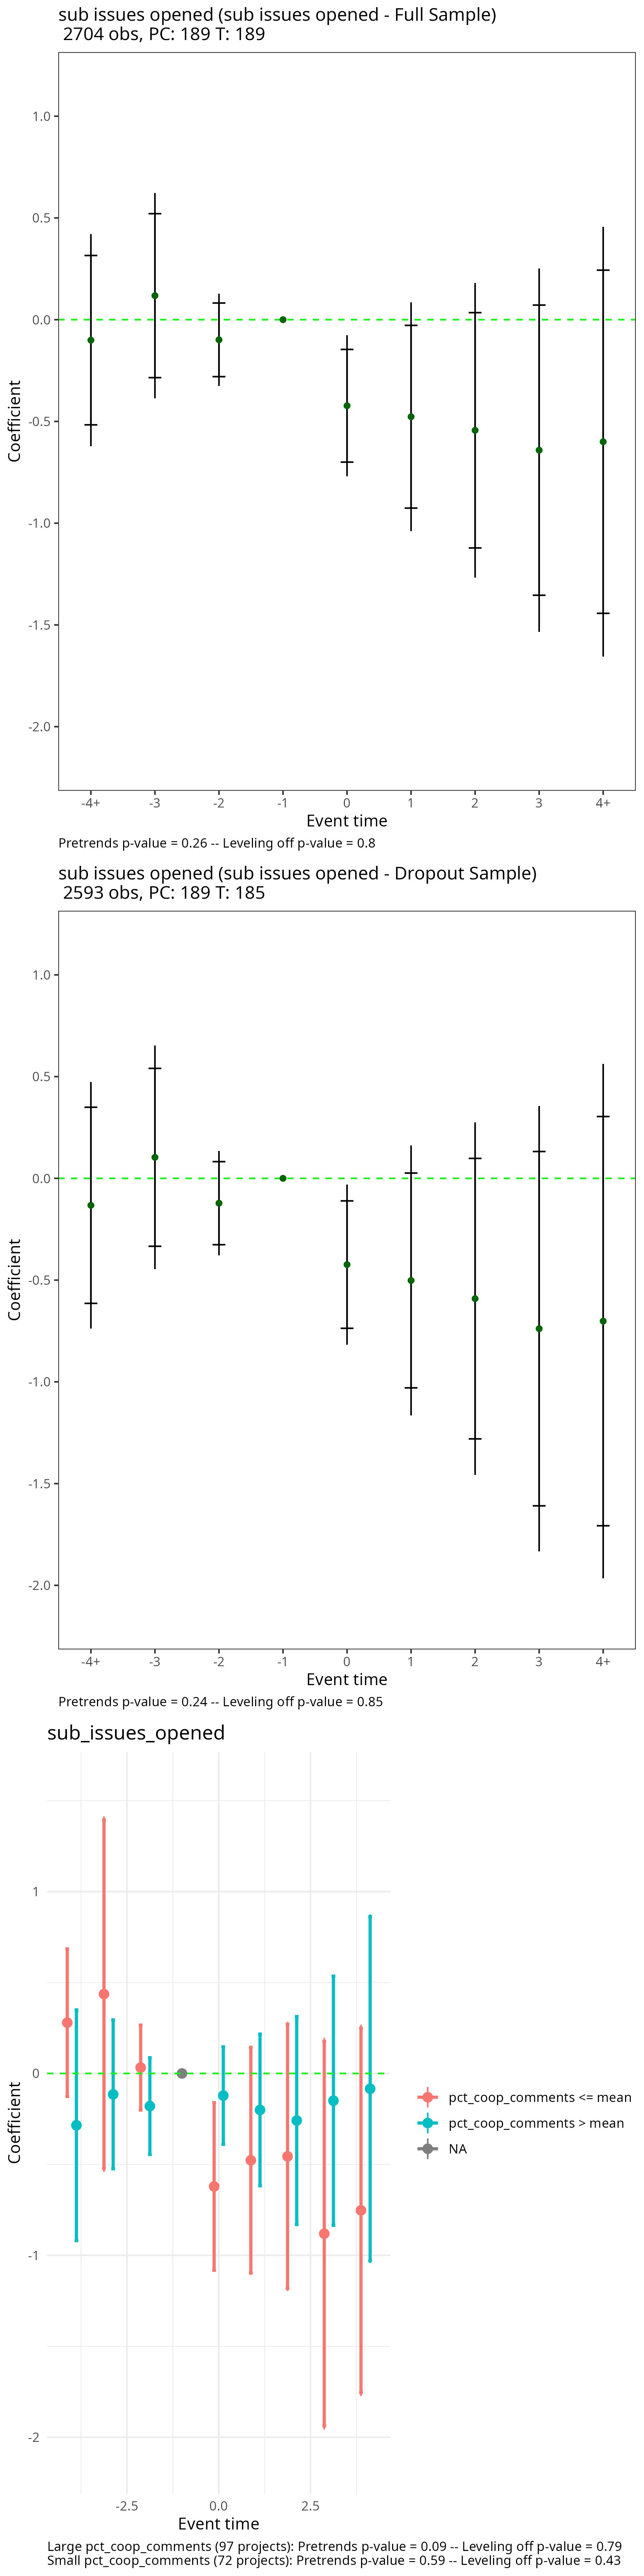 sub issues opened (sub issues opened - Full Sample)
2704 obs, PC: 189 T: 189
1.0
0.5
0.0
-0.5
-1.0
-1.5
-2.0
Coefficient
-4+ -3 -2 -1 0 1 2 3 4+
Event time
Pretrends p-value = 0.26 -- Leveling off p-value = 0.8
sub issues opened (sub issues opened - Dropout Sample)
2593 obs, PC: 189 T: 185
1.0
0.5
0.0
-0.5
-1.0
-1.5
-2.0
Coefficient
-4+ -3 -2 -1 0 1 2 3 4+
Event time
Pretrends p-value = 0.24 -- Leveling off p-value = 0.85
sub_issues_opened
1
0
-1
-2
Coefficient
pct_coop_comments <= mean
pct_coop_comments > mean
NA
-2.5 0.0 2.5
Event time
Large pct_coop_comments (97 projects): Pretrends p-value = 0.09 -- Leveling off p-value = 0.79
Small pct_coop_comments (72 projects): Pretrends p-value = 0.59 -- Leveling off p-value = 0.43